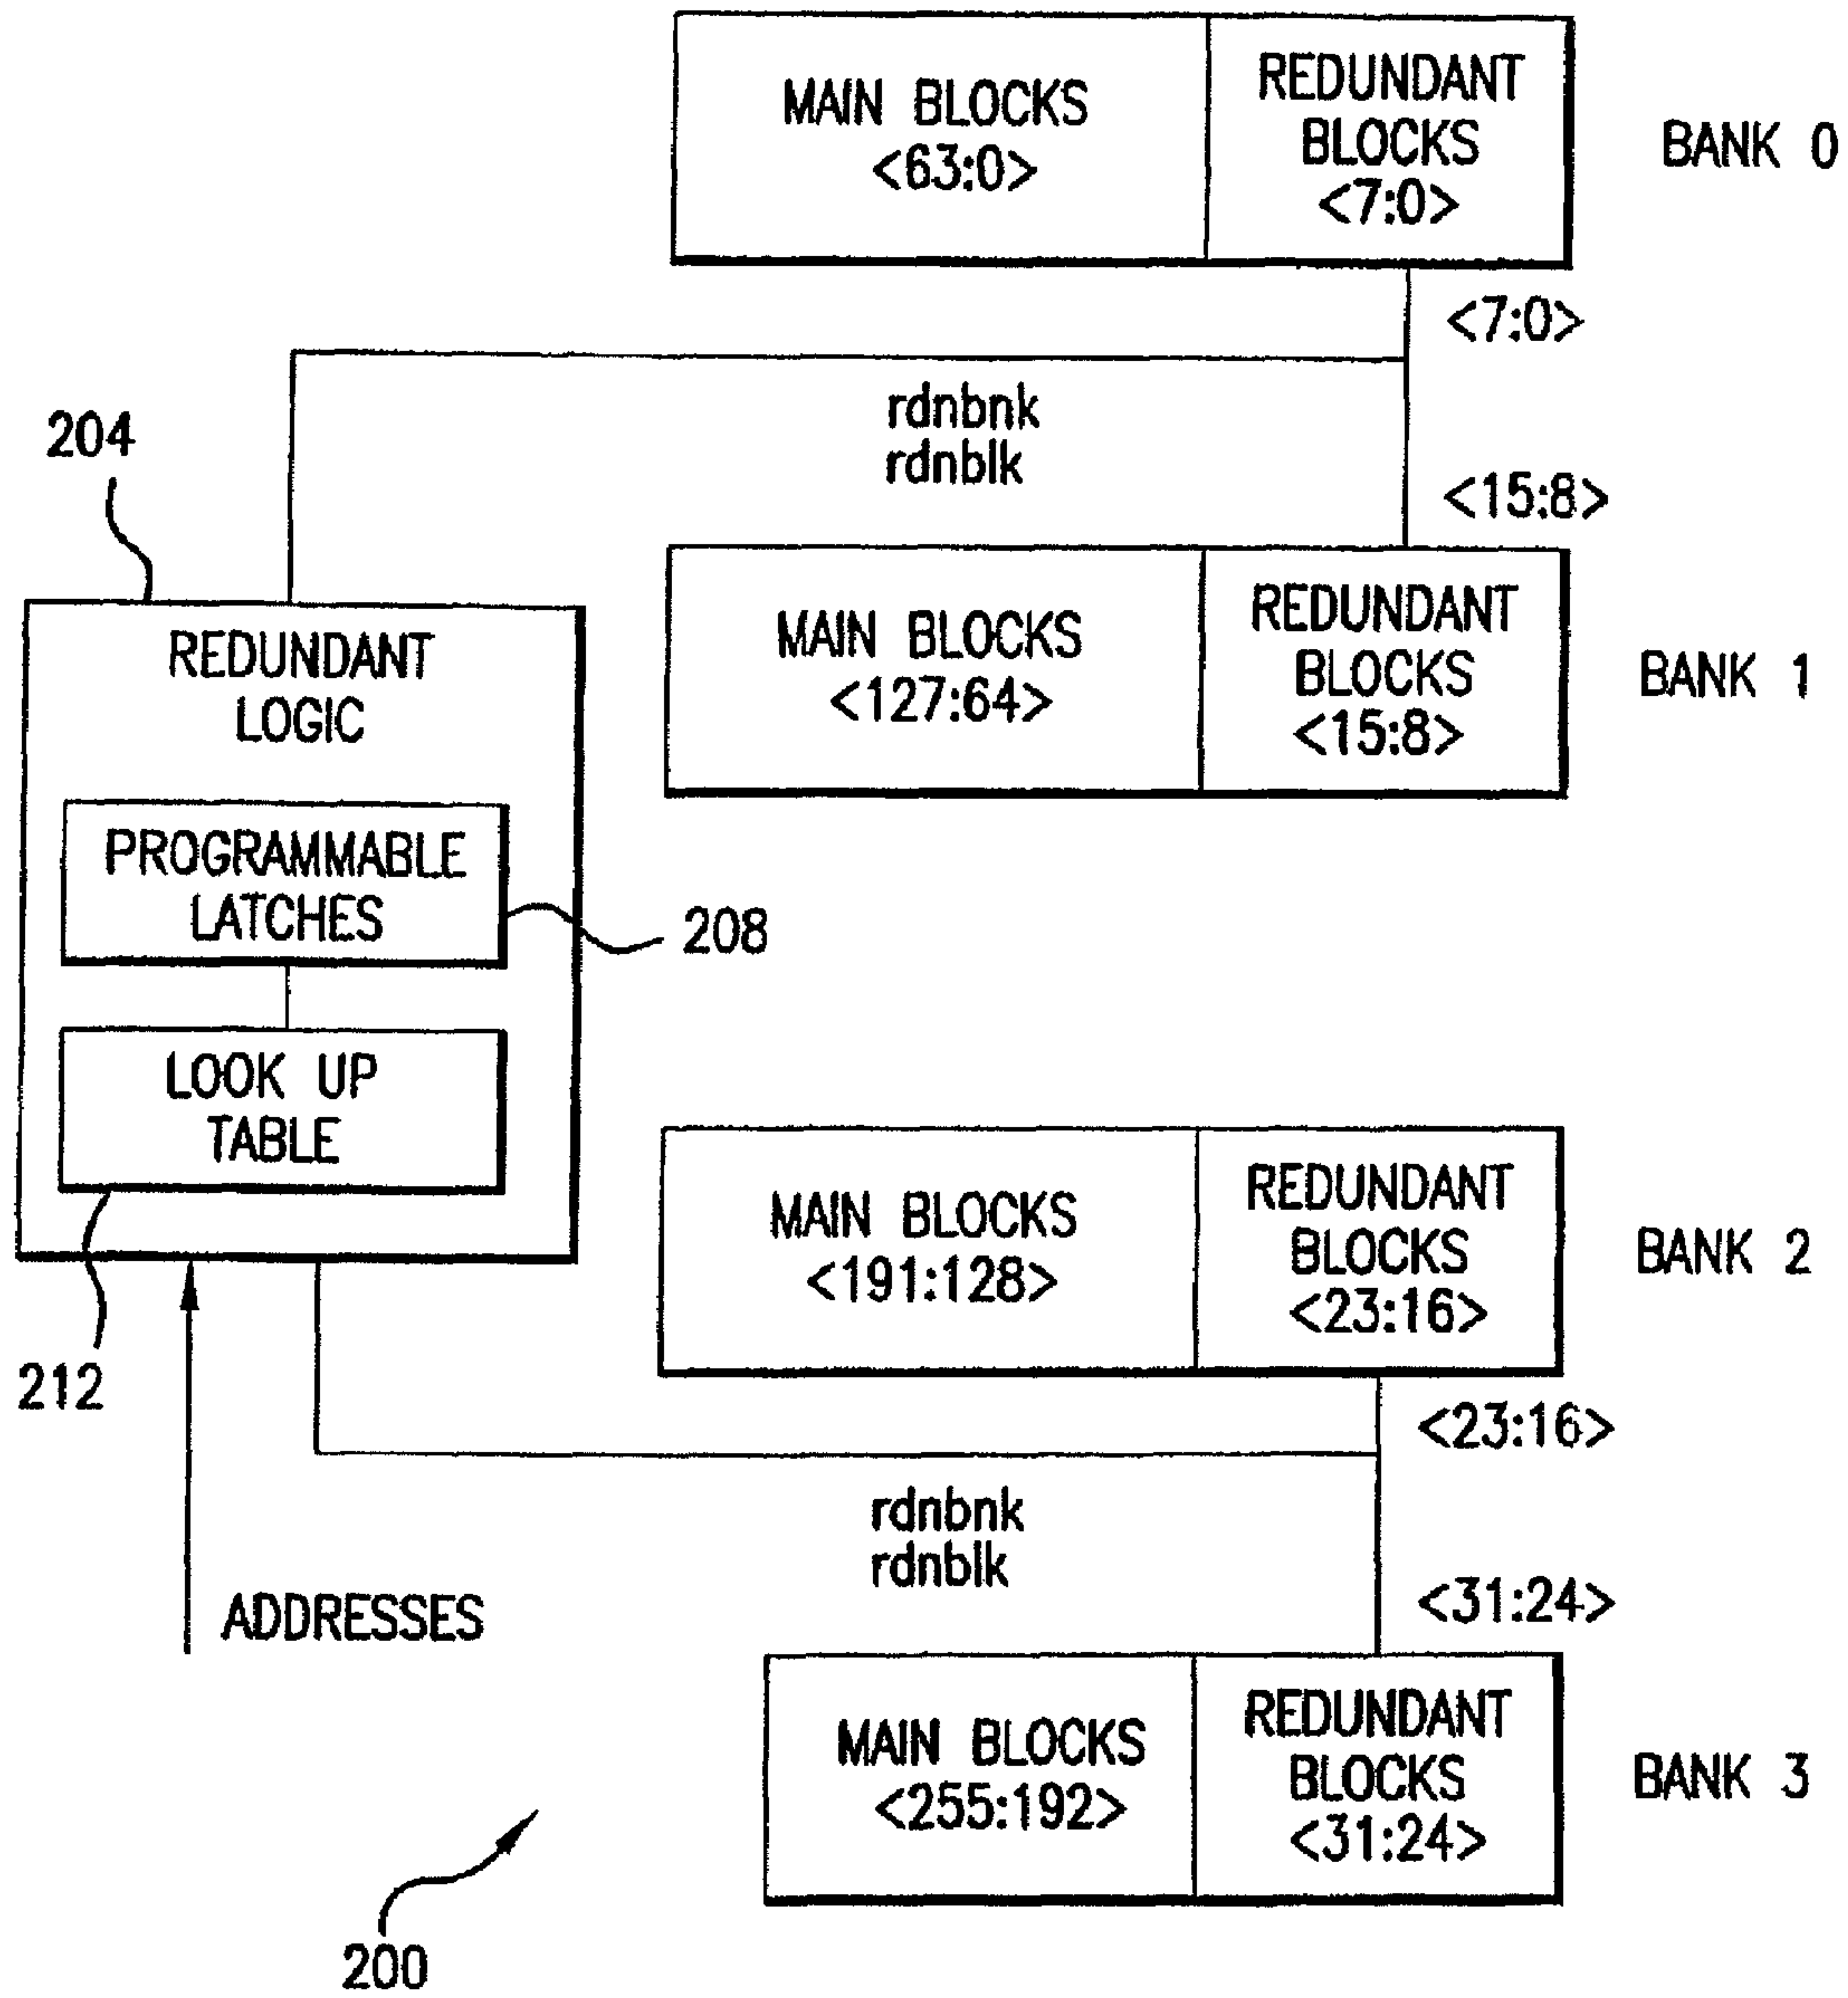 MAIN BLOCKS
<63:0>
REDUNDANT
BLOCKS
<7:0>
BANK 0
<7:0>
rdnbnk
rdnblk
<15:8>
204
MAIN BLOCKS
<127:64>
REDUNDANT
BLOCKS
<15:8>
BANK 1
REDUNDANT
LOGIC
PROGRAMMABLE
LATCHES
208
LOOK UP
TABLE
212
MAIN BLOCKS
<191:128>
REDUNDANT
BLOCKS
<23:16>
BANK 2
<23:16>
rdnbnk
rdnblk
<31:24>
ADDRESSES
MAIN BLOCKS
<255:192>
REDUNDANT
BLOCKS
<31:24>
BANK 3
200